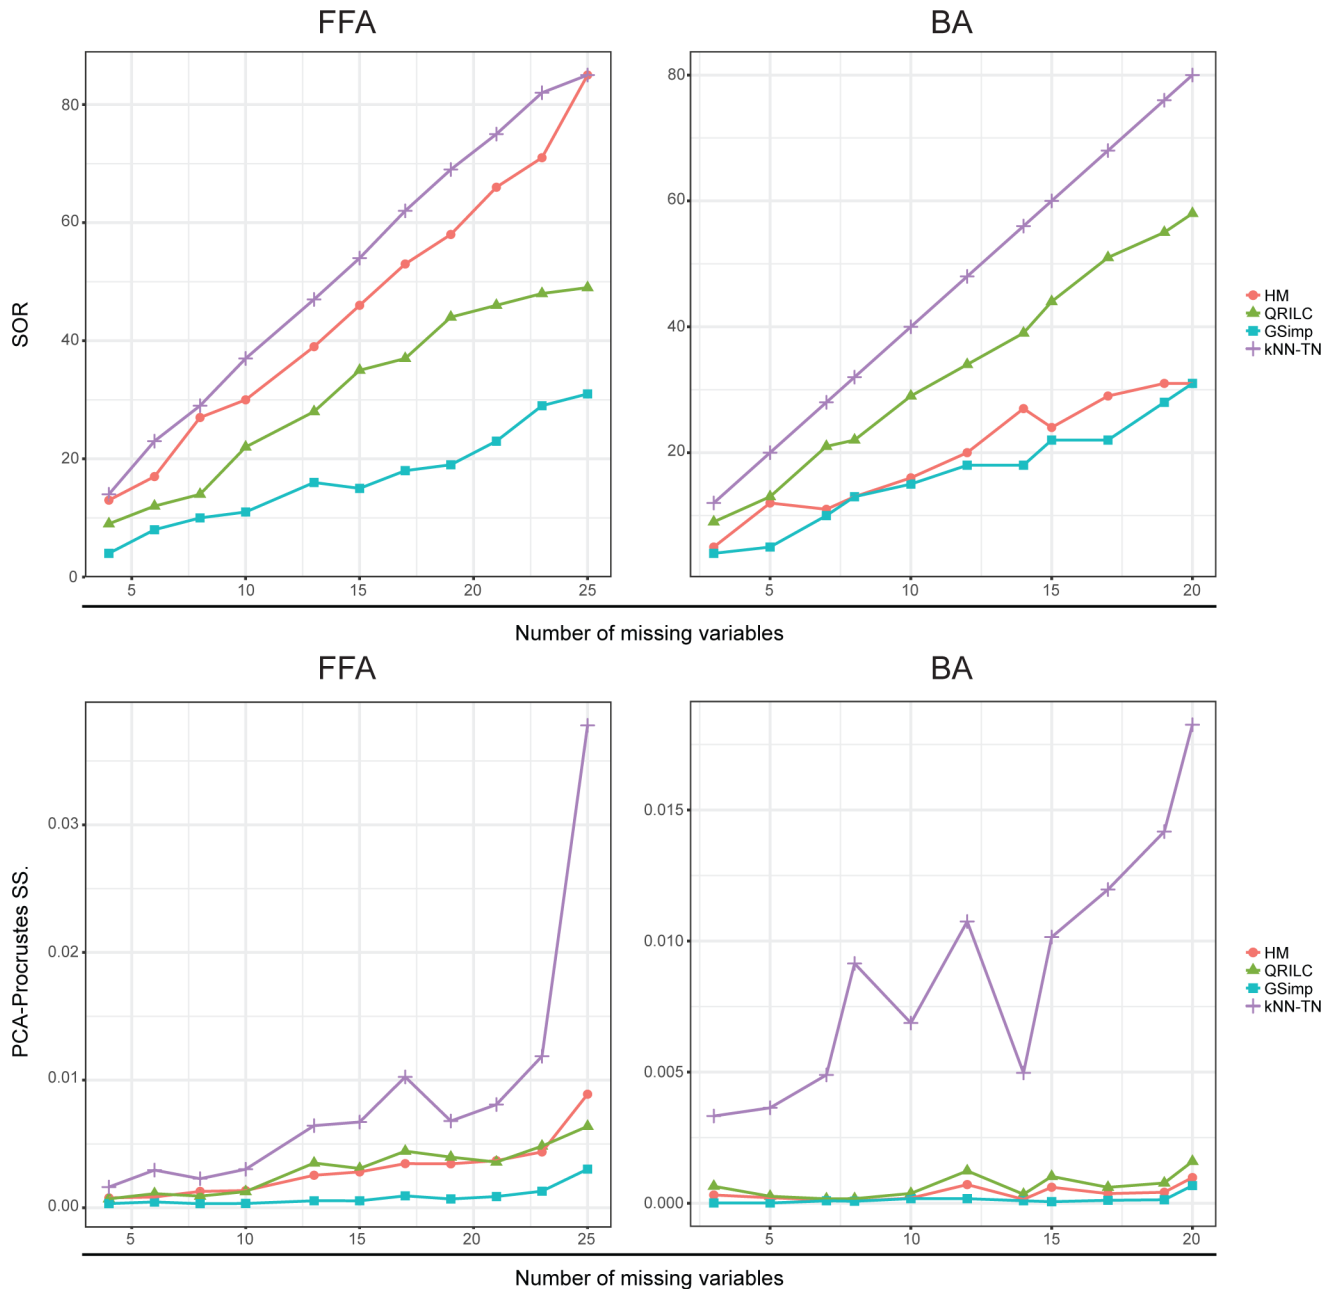 FFA
BA
SOR
80
60
40
20
0
5
10
15
20
25
80
60
40
20
5
10
15
20
HM
QRILC
GSimp
kNN-TN
Number of missing variables
FFA
BA
PCA-Procrustes SS.
0.03
0.02
0.01
0.00
5
10
15
20
25
0.015
0.010
0.005
0.000
5
10
15
20
HM
QRILC
GSimp
kNN-TN
Number of missing variables